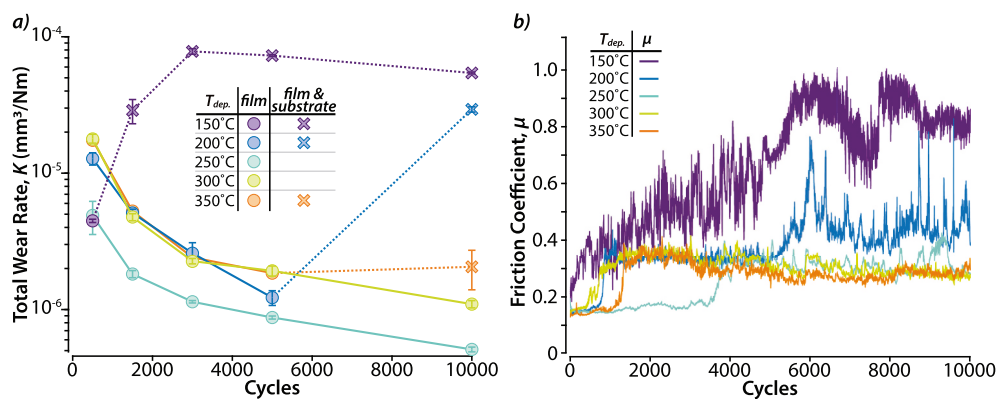 a)
Total Wear Rate, K (mm³/Nm)
10⁻⁴
10⁻⁵
10⁻⁶
T dep. film film & substrate
150˚C
200˚C
250˚C
300˚C
350˚C
0 2000 4000 6000 8000 10000
Cycles
b)
Friction Coefficient, μ
1.0
0.8
0.6
0.4
0.2
0
T dep. μ
150˚C
200˚C
250˚C
300˚C
350˚C
0 2000 4000 6000 8000 10000
Cycles